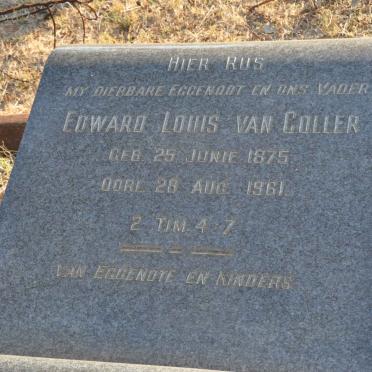 HIER RUS
MY DIERBARE EGGENOOT EN ONS VADER
EDWARD LOUIS VAN COLLER
GEB. 25 JUNIE 1875
OORL. 28 AUG. 1961.
2 TIM. 4-7
VAN EGGENOTE EN KINDERS